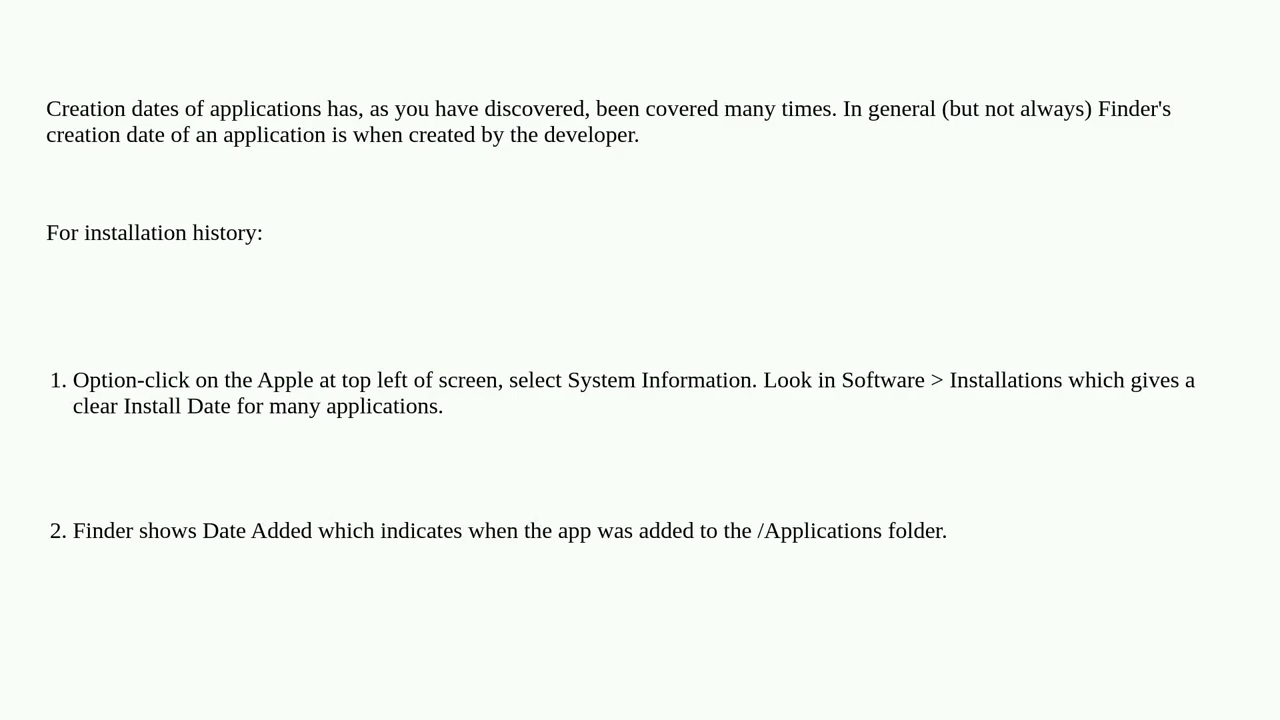 Creation dates of applications has, as you have discovered, been covered many times. In general (but not always) Finder's
creation date of an application is when created by the developer.
For installation history:
1. Option-click on the Apple at top left of screen, select System Information. Look in Software > Installations which gives a
clear Install Date for many applications.
2. Finder shows Date Added which indicates when the app was added to the /Applications folder.